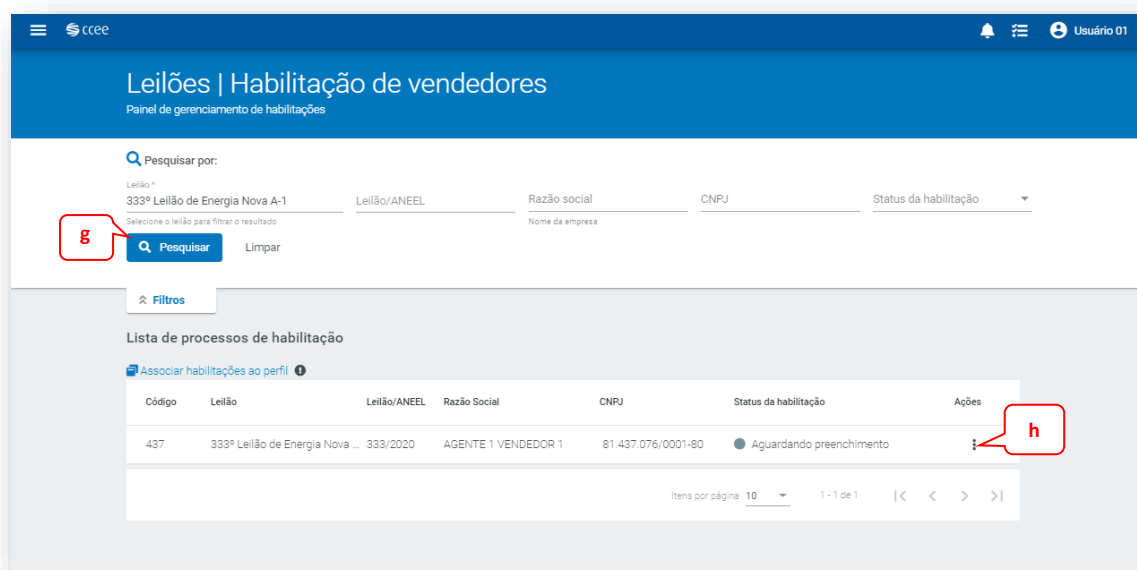 ccee
Usuário 01
Leilões | Habilitação de vendedores
Painel de gerenciamento de habilitações
Pesquisar por:
Leilão *
333º Leilão de Energia Nova A-1 Leilão/ANEEL Razão social CNPJ Status da habilitação
Selecione o leilão para filtrar o resultado Nome da empresa
g
Pesquisar Limpar
Filtros
Lista de processos de habilitação
Associar habilitações ao perfil
Código Leilão Leilão/ANEEL Razão Social CNPJ Status da habilitação Ações
h
437 333º Leilão de Energia Nova ... 333/2020 AGENTE 1 VENDEDOR 1 81.437.076/0001-80 Aguardando preenchimento
Itens por página 10 1 - 1 de 1